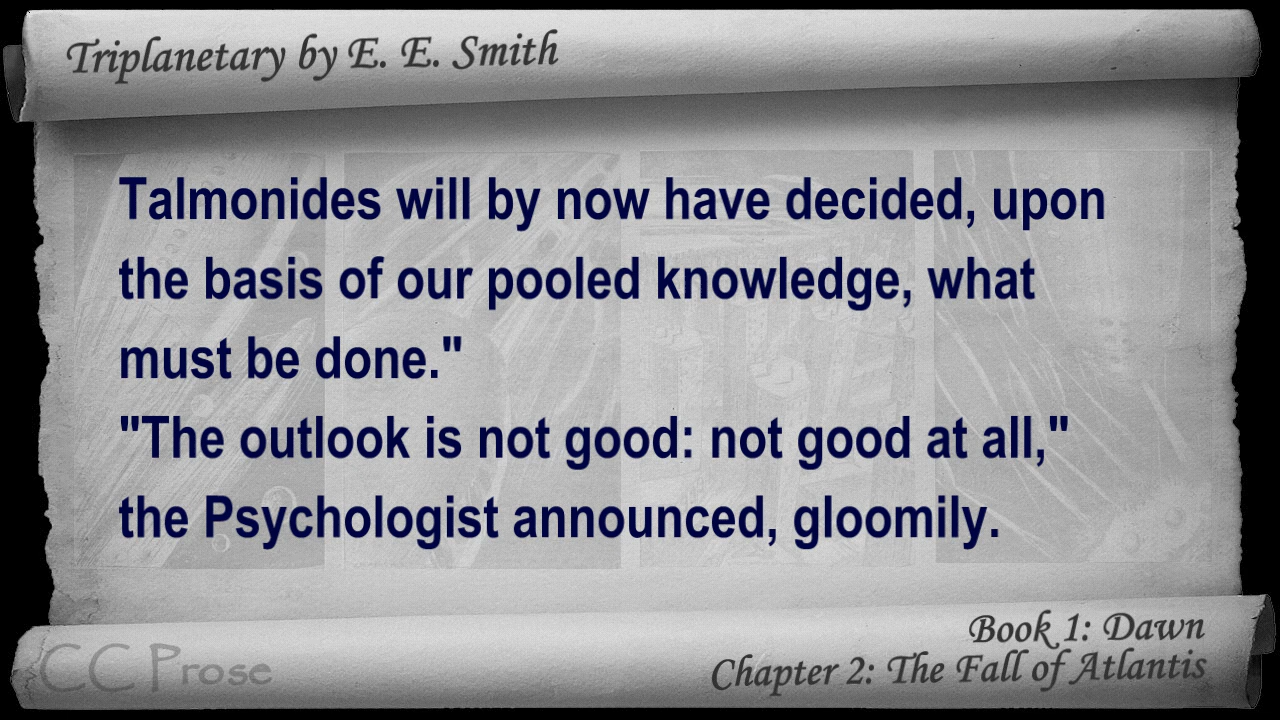 Triplanetary by E. E. Smith
Talmonides will by now have decided, upon
the basis of our pooled knowledge, what
must be done."
"The outlook is not good: not good at all,"
the Psychologist announced, gloomily.
Book 1: Dawn
Chapter 2: The Fall of Atlantis
CC Prose